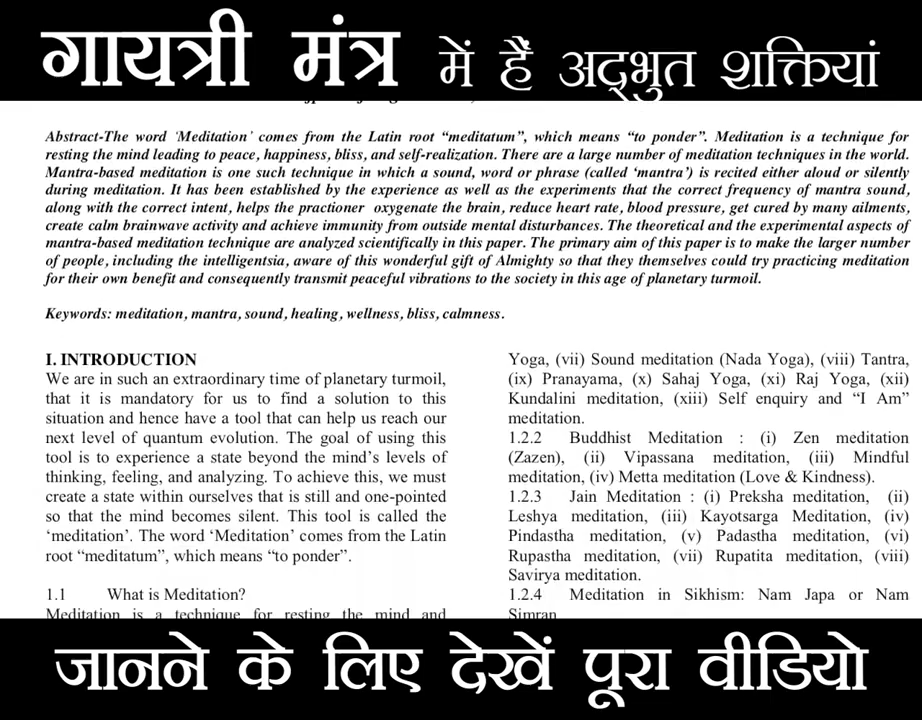 गायत्री मंत्र में हैं अद्भुत शक्तियां
Abstract-The word 'Meditation' comes from the Latin root "meditatum", which means "to ponder". Meditation is a technique for
resting the mind leading to peace, happiness, bliss, and self-realization. There are a large number of meditation techniques in the world.
Mantra-based meditation is one such technique in which a sound, word or phrase (called 'mantra') is recited either aloud or silently
during meditation. It has been established by the experience as well as the experiments that the correct frequency of mantra sound,
along with the correct intent, helps the practioner oxygenate the brain, reduce heart rate, blood pressure, get cured by many ailments,
create calm brainwave activity and achieve immunity from outside mental disturbances. The theoretical and the experimental aspects of
mantra-based meditation technique are analyzed scientifically in this paper. The primary aim of this paper is to make the larger number
of people, including the intelligentsia, aware of this wonderful gift of Almighty so that they themselves could try practicing meditation
for their own benefit and consequently transmit peaceful vibrations to the society in this age of planetary turmoil.
Keywords: meditation, mantra, sound, healing, wellness, bliss, calmness.
I. INTRODUCTION
We are in such an extraordinary time of planetary turmoil,
that it is mandatory for us to find a solution to this
situation and hence have a tool that can help us reach our
next level of quantum evolution. The goal of using this
tool is to experience a state beyond the mind's levels of
thinking, feeling, and analyzing. To achieve this, we must
create a state within ourselves that is still and one-pointed
so that the mind becomes silent. This tool is called the
'meditation'. The word 'Meditation' comes from the Latin
root "meditatum", which means "to ponder".
1.1 What is Meditation?
Meditation is a technique for resting the mind and
Yoga, (vii) Sound meditation (Nada Yoga), (viii) Tantra,
(ix) Pranayama, (x) Sahaj Yoga, (xi) Raj Yoga, (xii)
Kundalini meditation, (xiii) Self enquiry and "I Am"
meditation.
1.2.2 Buddhist Meditation : (i) Zen meditation
(Zazen), (ii) Vipassana meditation, (iii) Mindful
meditation, (iv) Metta meditation (Love & Kindness).
1.2.3 Jain Meditation : (i) Preksha meditation, (ii)
Leshya meditation, (iii) Kayotsarga Meditation, (iv)
Pindastha meditation, (v) Padastha meditation, (vi)
Rupastha meditation, (vii) Rupatita meditation, (viii)
Savirya meditation.
1.2.4 Meditation in Sikhism: Nam Japa or Nam
Simran
जानने के लिए देखें पूरा वीडियो